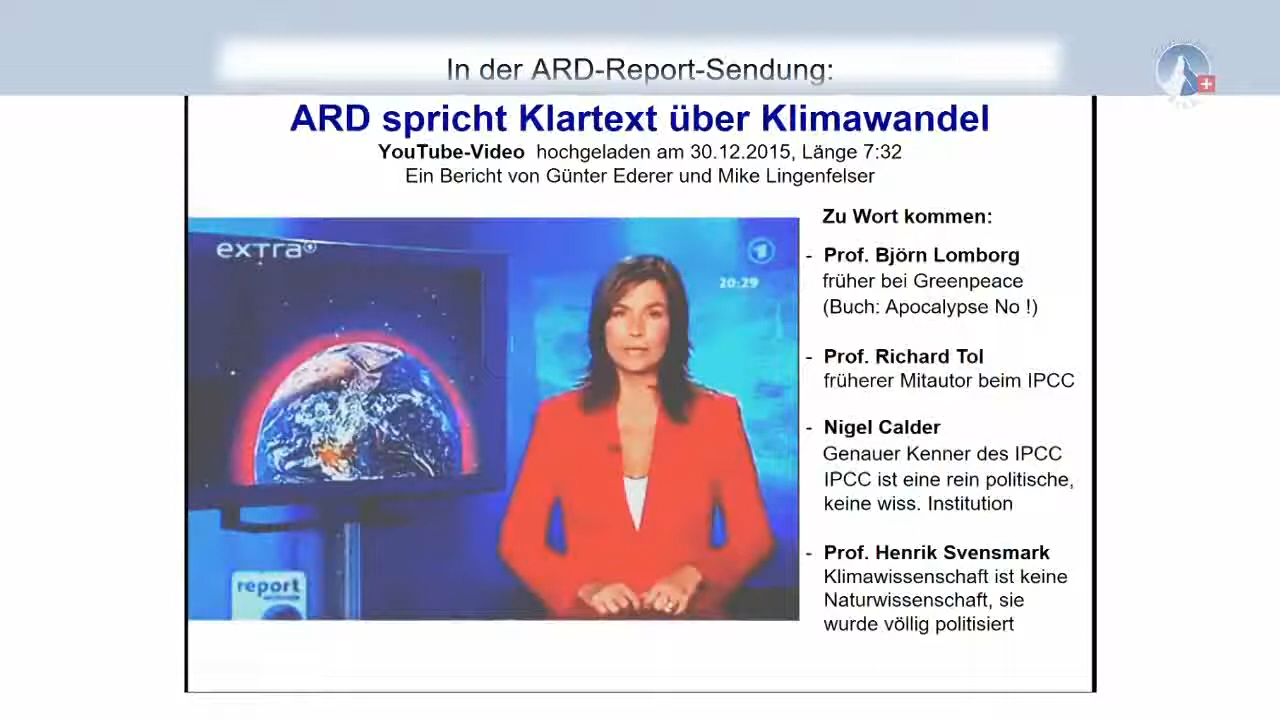 In der ARD-Report-Sendung:
ARD spricht Klartext über Klimawandel
YouTube-Video hochgeladen am 30.12.2015, Länge 7:32
Ein Bericht von Günter Ederer und Mike Lingenfelser
extra
20:29
report
Zu Wort kommen:
- Prof. Björn Lomborg
früher bei Greenpeace
(Buch: Apocalypse No !)
- Prof. Richard Tol
früherer Mitautor beim IPCC
- Nigel Calder
Genauer Kenner des IPCC
IPCC ist eine rein politische,
keine wiss. Institution
- Prof. Henrik Svensmark
Klimawissenschaft ist keine
Naturwissenschaft, sie
wurde völlig politisiert